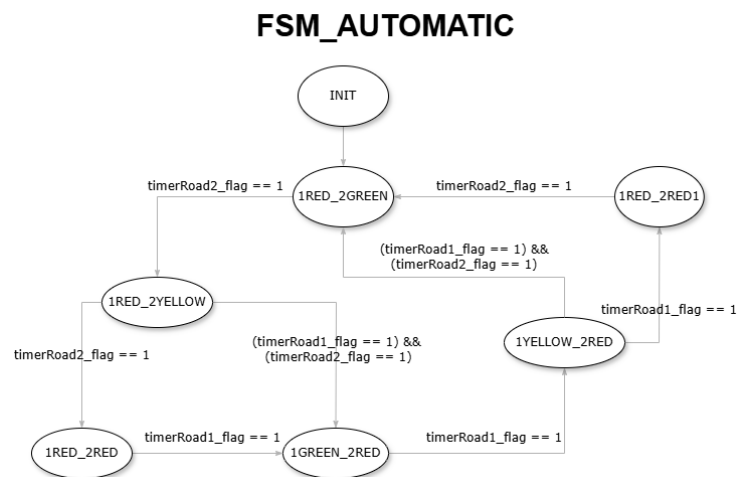 FSM_AUTOMATIC
INIT
timerRoad2_flag == 1
1RED_2GREEN
timerRoad2_flag == 1
1RED_2RED1
(timerRoad1_flag == 1) &&
(timerRoad2_flag == 1)
1RED_2YELLOW
timerRoad1_flag == 1
timerRoad2_flag == 1
(timerRoad1_flag == 1) &&
(timerRoad2_flag == 1)
1YELLOW_2RED
1RED_2RED
timerRoad1_flag == 1
1GREEN_2RED
timerRoad1_flag == 1